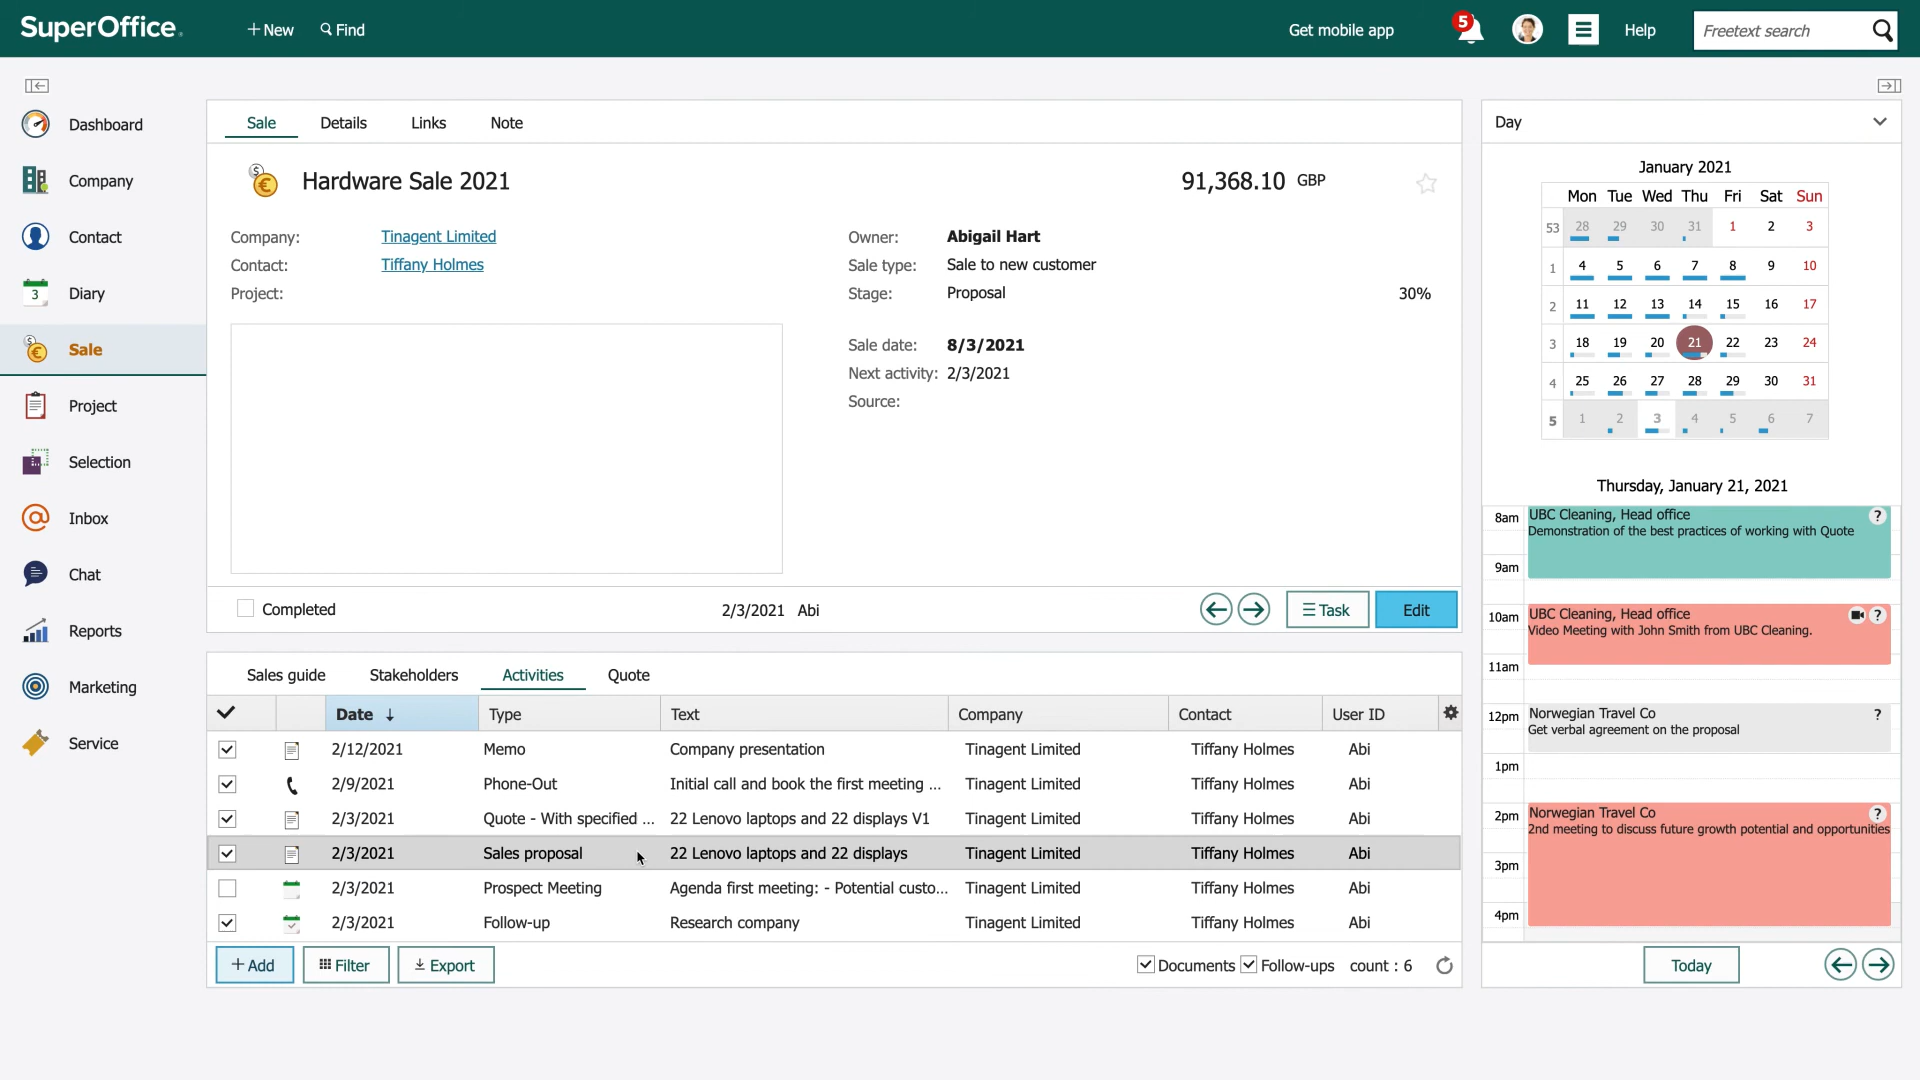 SuperOffice
New
Find
Get mobile app
5
Help
Freetext search
Dashboard
Company
Contact
3
Diary
Sale
Project
Selection
Inbox
Chat
Reports
Marketing
Service
Sale Details Links Note
Hardware Sale 2021
91,368.10 GBP
Company: Tinagent Limited
Contact: Tiffany Holmes
Project:
Owner: Abigail Hart
Sale type: Sale to new customer
Stage: Proposal 30%
Sale date: 8/3/2021
Next activity: 2/3/2021
Source:
Completed
2/3/2021 Abi
Task
Edit
Sales guide Stakeholders Activities Quote
Date ↓ Type Text Company Contact User ID
2/12/2021 Memo Company presentation Tinagent Limited Tiffany Holmes Abi
2/9/2021 Phone-Out Initial call and book the first meeting ... Tinagent Limited Tiffany Holmes Abi
2/3/2021 Quote - With specified ... 22 Lenovo laptops and 22 displays V1 Tinagent Limited Tiffany Holmes Abi
2/3/2021 Sales proposal 22 Lenovo laptops and 22 displays Tinagent Limited Tiffany Holmes Abi
2/3/2021 Prospect Meeting Agenda first meeting: - Potential custo... Tinagent Limited Tiffany Holmes Abi
2/3/2021 Follow-up Research company Tinagent Limited Tiffany Holmes Abi
+ Add
Filter
Export
Documents Follow-ups count : 6
Day
January 2021
Mon Tue Wed Thu Fri Sat Sun
53 28 29 30 31 1 2 3
1 4 5 6 7 8 9 10
2 11 12 13 14 15 16 17
3 18 19 20 21 22 23 24
4 25 26 27 28 29 30 31
5 1 2 3 4 5 6 7
Thursday, January 21, 2021
8am UBC Cleaning, Head office ?
Demonstration of the best practices of working with Quote
9am
10am UBC Cleaning, Head office ?
Video Meeting with John Smith from UBC Cleaning.
11am
12pm Norwegian Travel Co ?
Get verbal agreement on the proposal
1pm
2pm Norwegian Travel Co ?
2nd meeting to discuss future growth potential and opportunities
3pm
4pm
Today